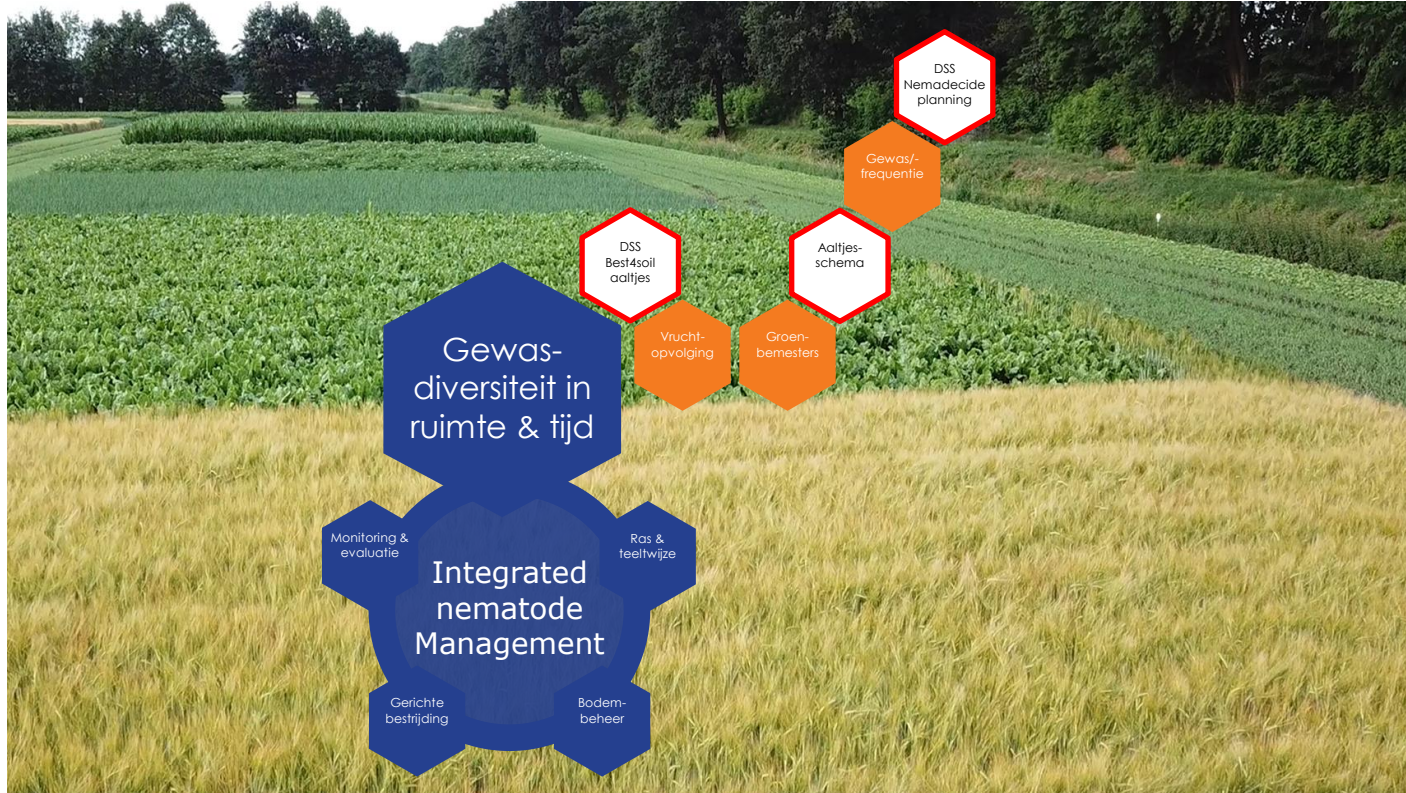 DSS
Nemadecide
planning
Gewas/-
frequentie
DSS
Best4soil
aaltjes
Aaltjes-
schema
Vrucht-
opvolging
Groen-
bemesters
Gewas-
diversiteit in
ruimte & tijd
Monitoring &
evaluatie
Ras &
teeltwijze
Integrated
nematode
Management
Gerichte
bestrijding
Bodem-
beheer